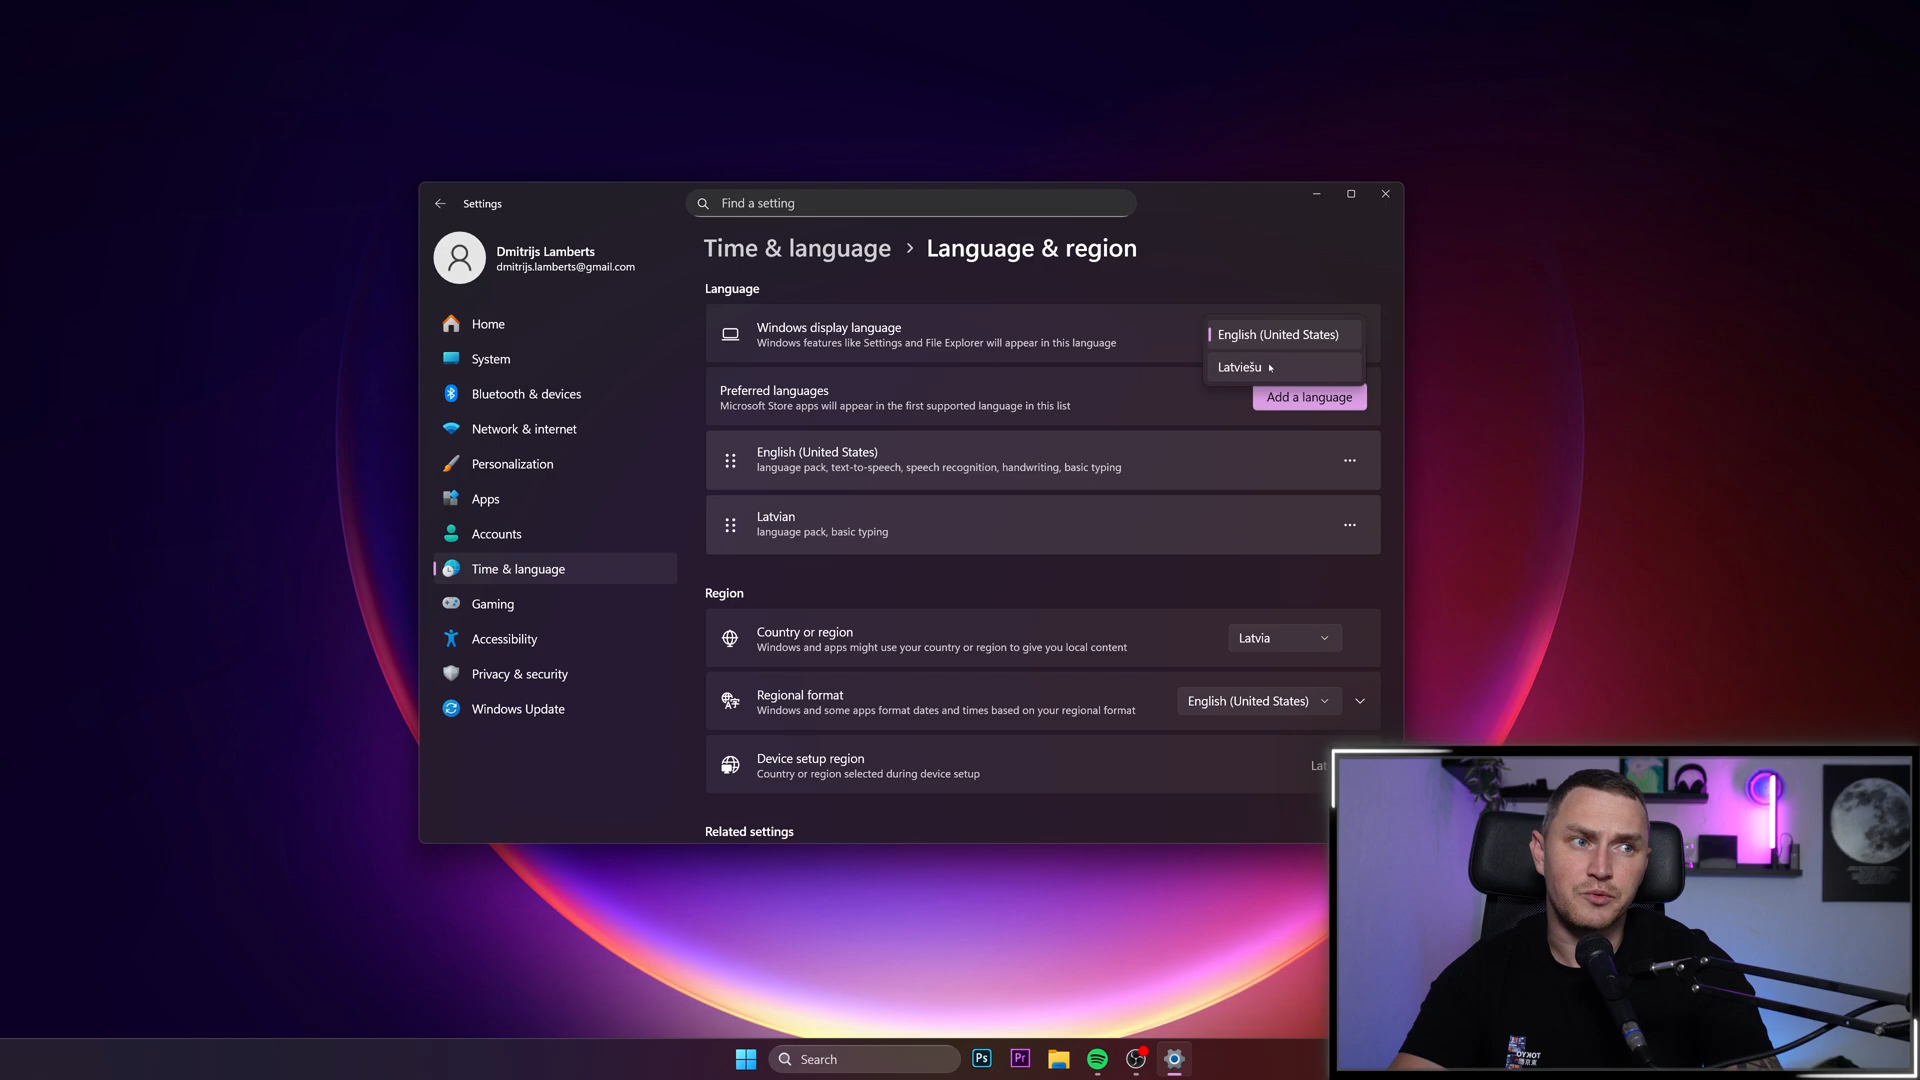 Settings
Find a setting
Dmitrijs Lamberts
dmitrijs.lamberts@gmail.com
Home
System
Bluetooth & devices
Network & internet
Personalization
Apps
Accounts
Time & language
Gaming
Accessibility
Privacy & security
Windows Update
Time & language > Language & region
Language
Windows display language
Windows features like Settings and File Explorer will appear in this language
English (United States)
Latviešu
Preferred languages
Microsoft Store apps will appear in the first supported language in this list
Add a language
English (United States)
language pack, text-to-speech, speech recognition, handwriting, basic typing
Latvian
language pack, basic typing
Region
Country or region
Windows and apps might use your country or region to give you local content
Latvia
Regional format
Windows and some apps format dates and times based on your regional format
English (United States)
Device setup region
Country or region selected during device setup
Lat
Related settings
Search
Ps
Pr
TOKYO